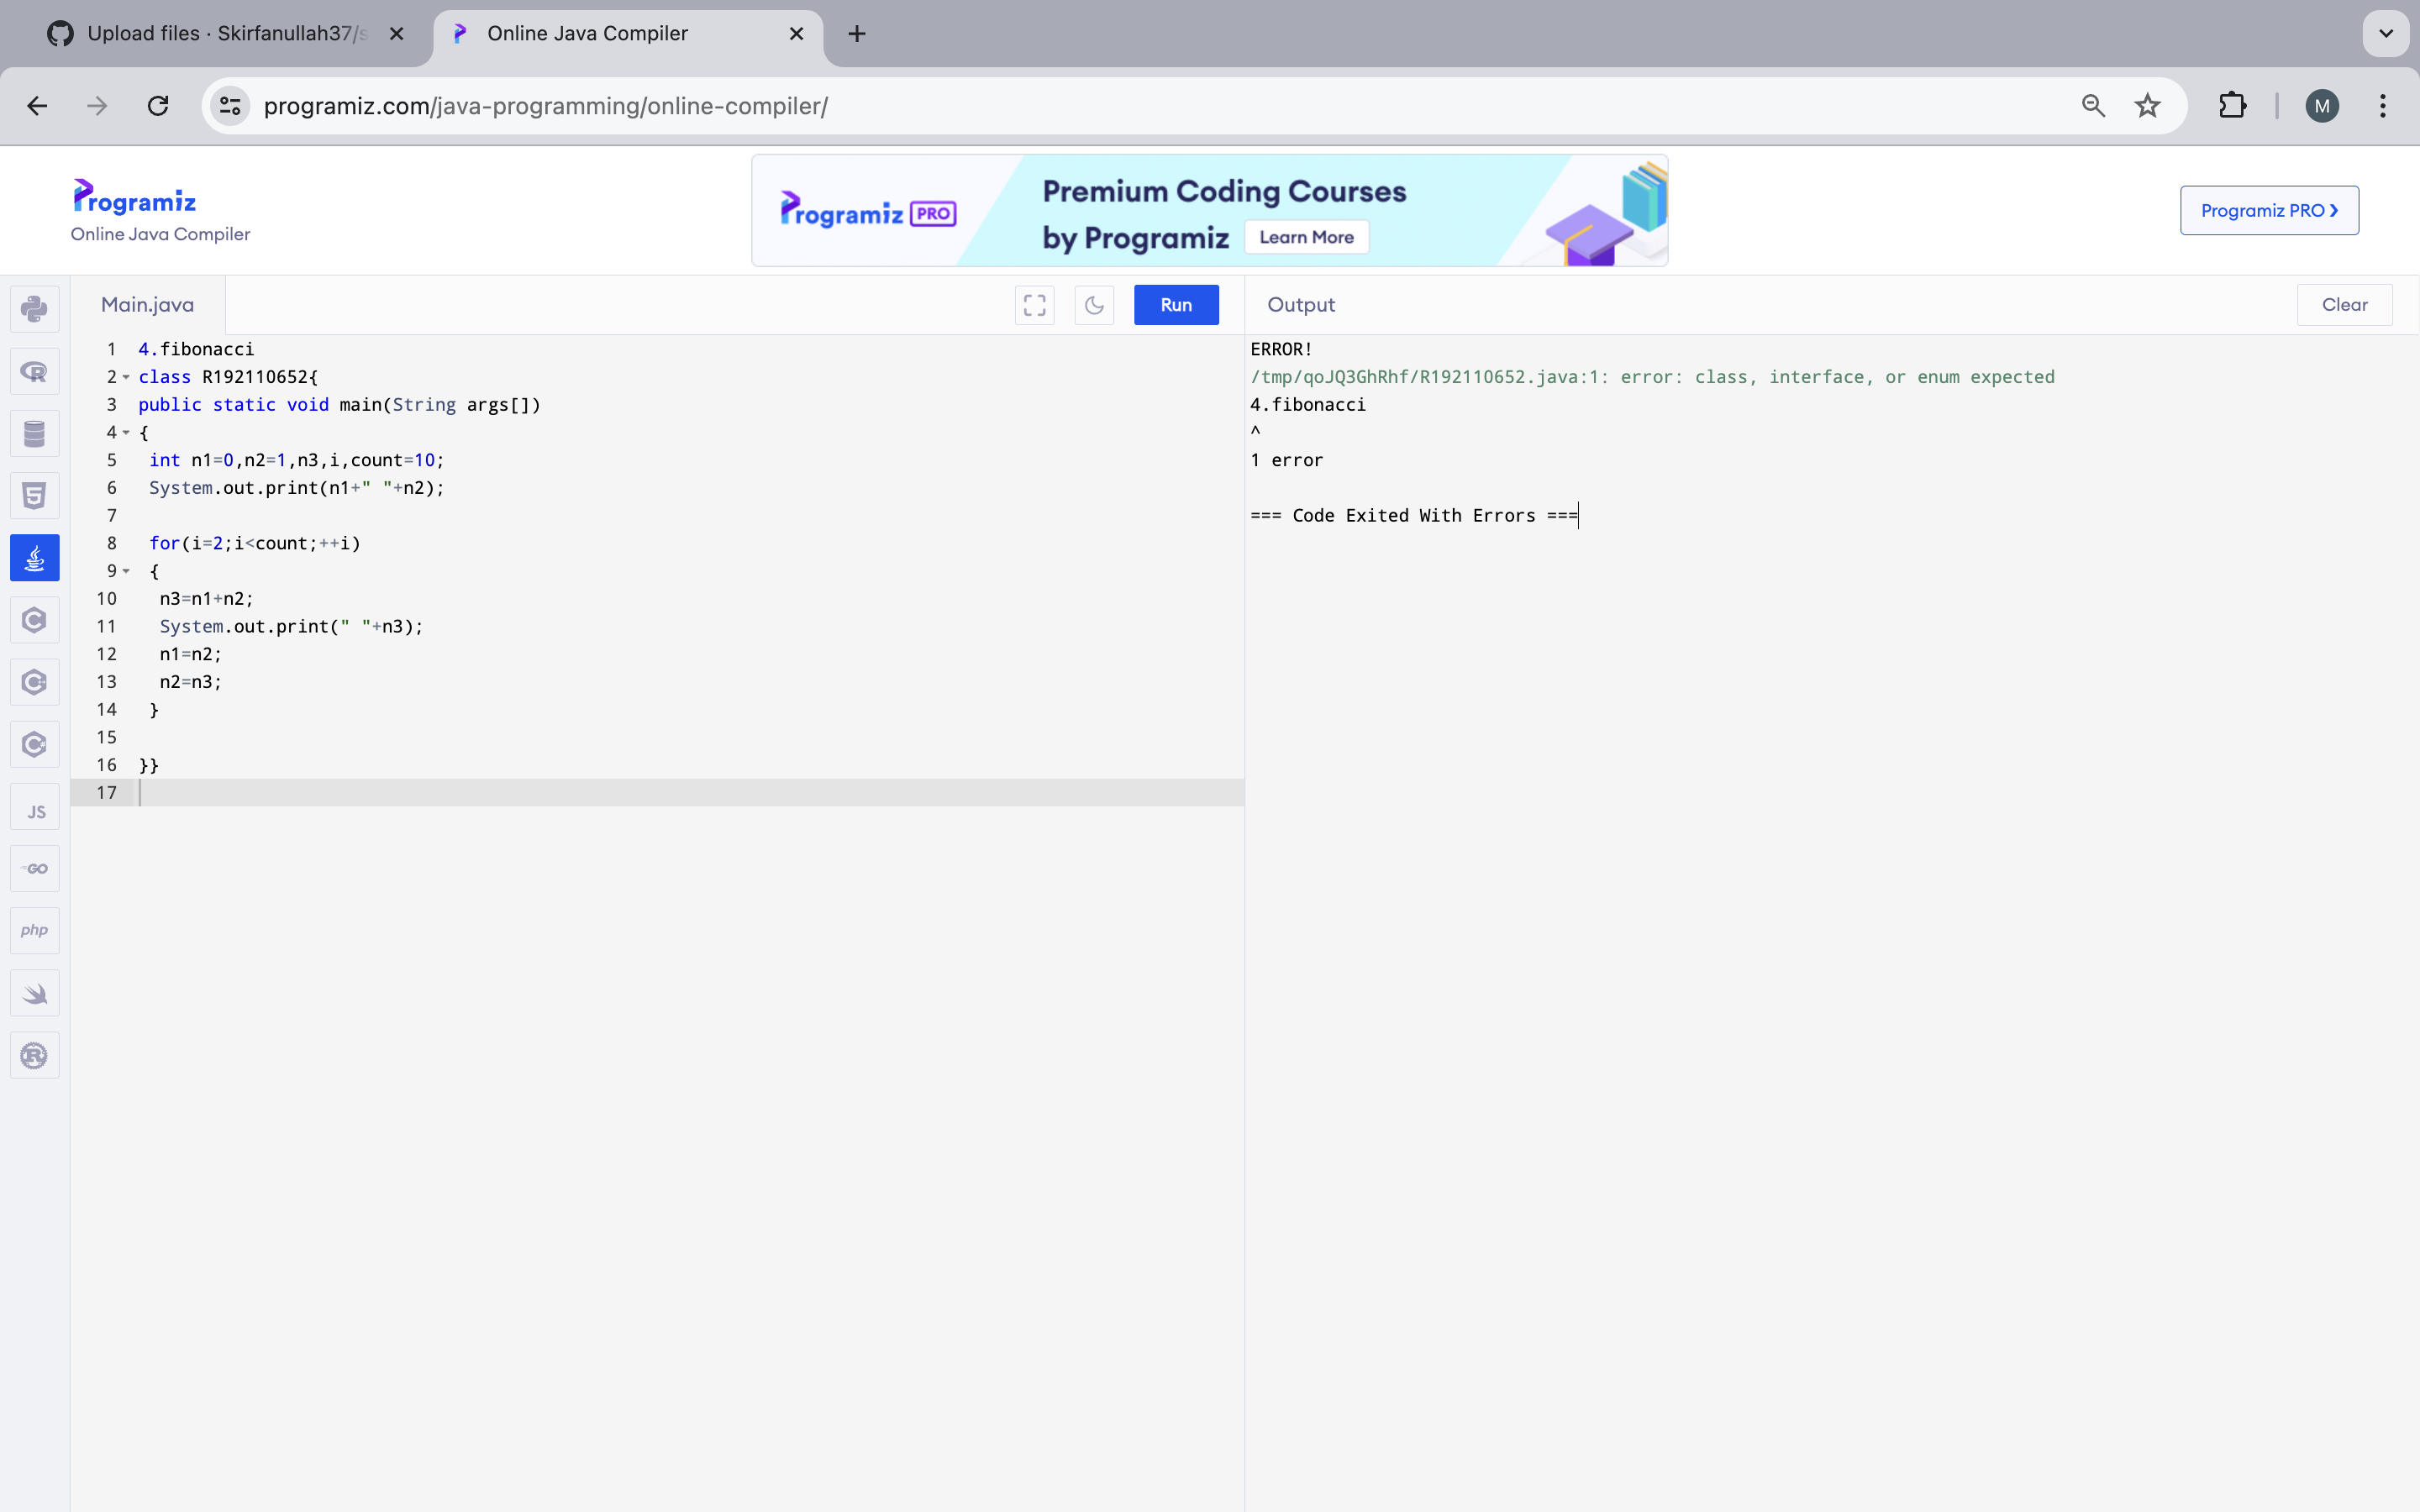 Upload files · Skirfanullah37/s
Online Java Compiler
programiz.com/java-programming/online-compiler/
M
Programiz
Online Java Compiler
Programiz PRO
Premium Coding Courses
by Programiz
Learn More
Programiz PRO ❯
Main.java
Run
Output
Clear
1 4.fibonacci
2 class R192110652{
3 public static void main(String args[])
4 {
5 int n1=0,n2=1,n3,i,count=10;
6 System.out.print(n1+" "+n2);
7
8 for(i=2;i<count;++i)
9 {
10 n3=n1+n2;
11 System.out.print(" "+n3);
12 n1=n2;
13 n2=n3;
14 }
15
16 }}
17
ERROR!
/tmp/qoJQ3GhRhf/R192110652.java:1: error: class, interface, or enum expected
4.fibonacci
^
1 error
=== Code Exited With Errors ===
R
5
C
C
C
JS
GO
php
R